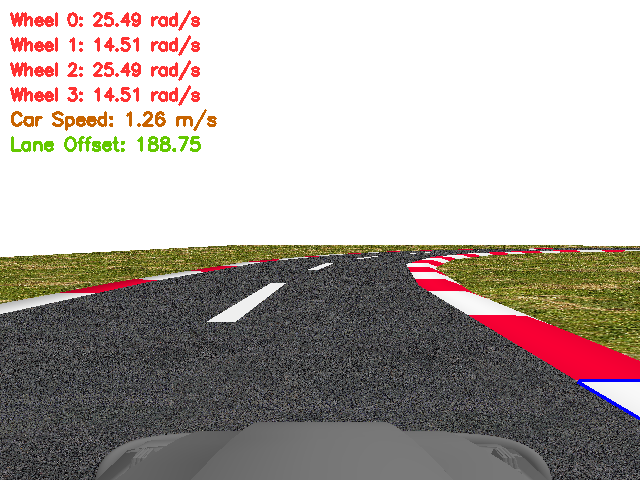 Wheel 0: 25.49 rad/s
Wheel 1: 14.51 rad/s
Wheel 2: 25.49 rad/s
Wheel 3: 14.51 rad/s
Car Speed: 1.26 m/s
Lane Offset: 188.75